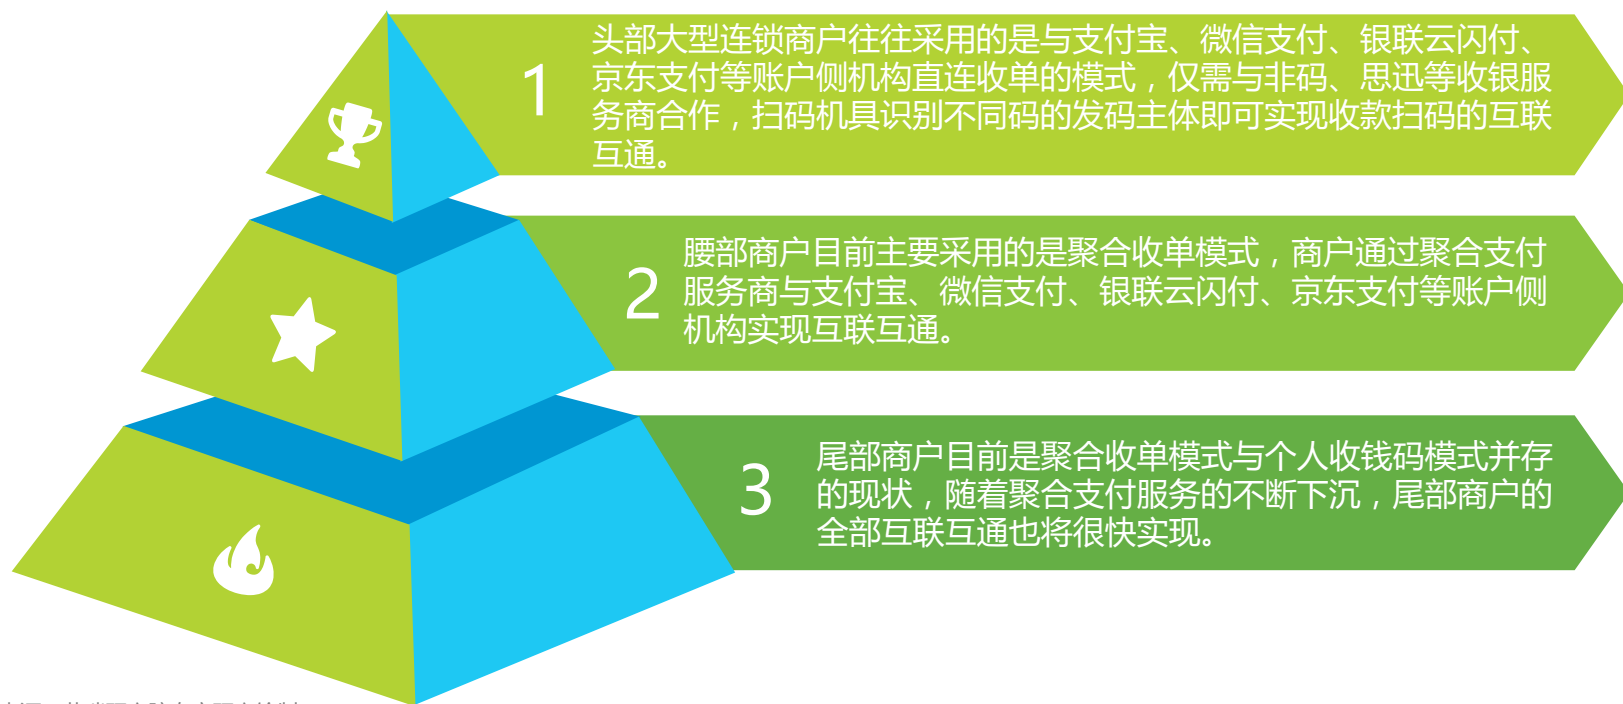 1
头部大型连锁商户往往采用的是与支付宝、微信支付、银联云闪付、
京东支付等账户侧机构直连收单的模式，仅需与非码、思迅等收银服
务商合作，扫码机具识别不同码的发码主体即可实现收款扫码的互联
互通。
2
腰部商户目前主要采用的是聚合收单模式，商户通过聚合支付
服务商与支付宝、微信支付、银联云闪付、京东支付等账户侧
机构实现互联互通。
3
尾部商户目前是聚合收单模式与个人收钱码模式并存
的现状，随着聚合支付服务的不断下沉，尾部商户的
全部互联互通也将很快实现。